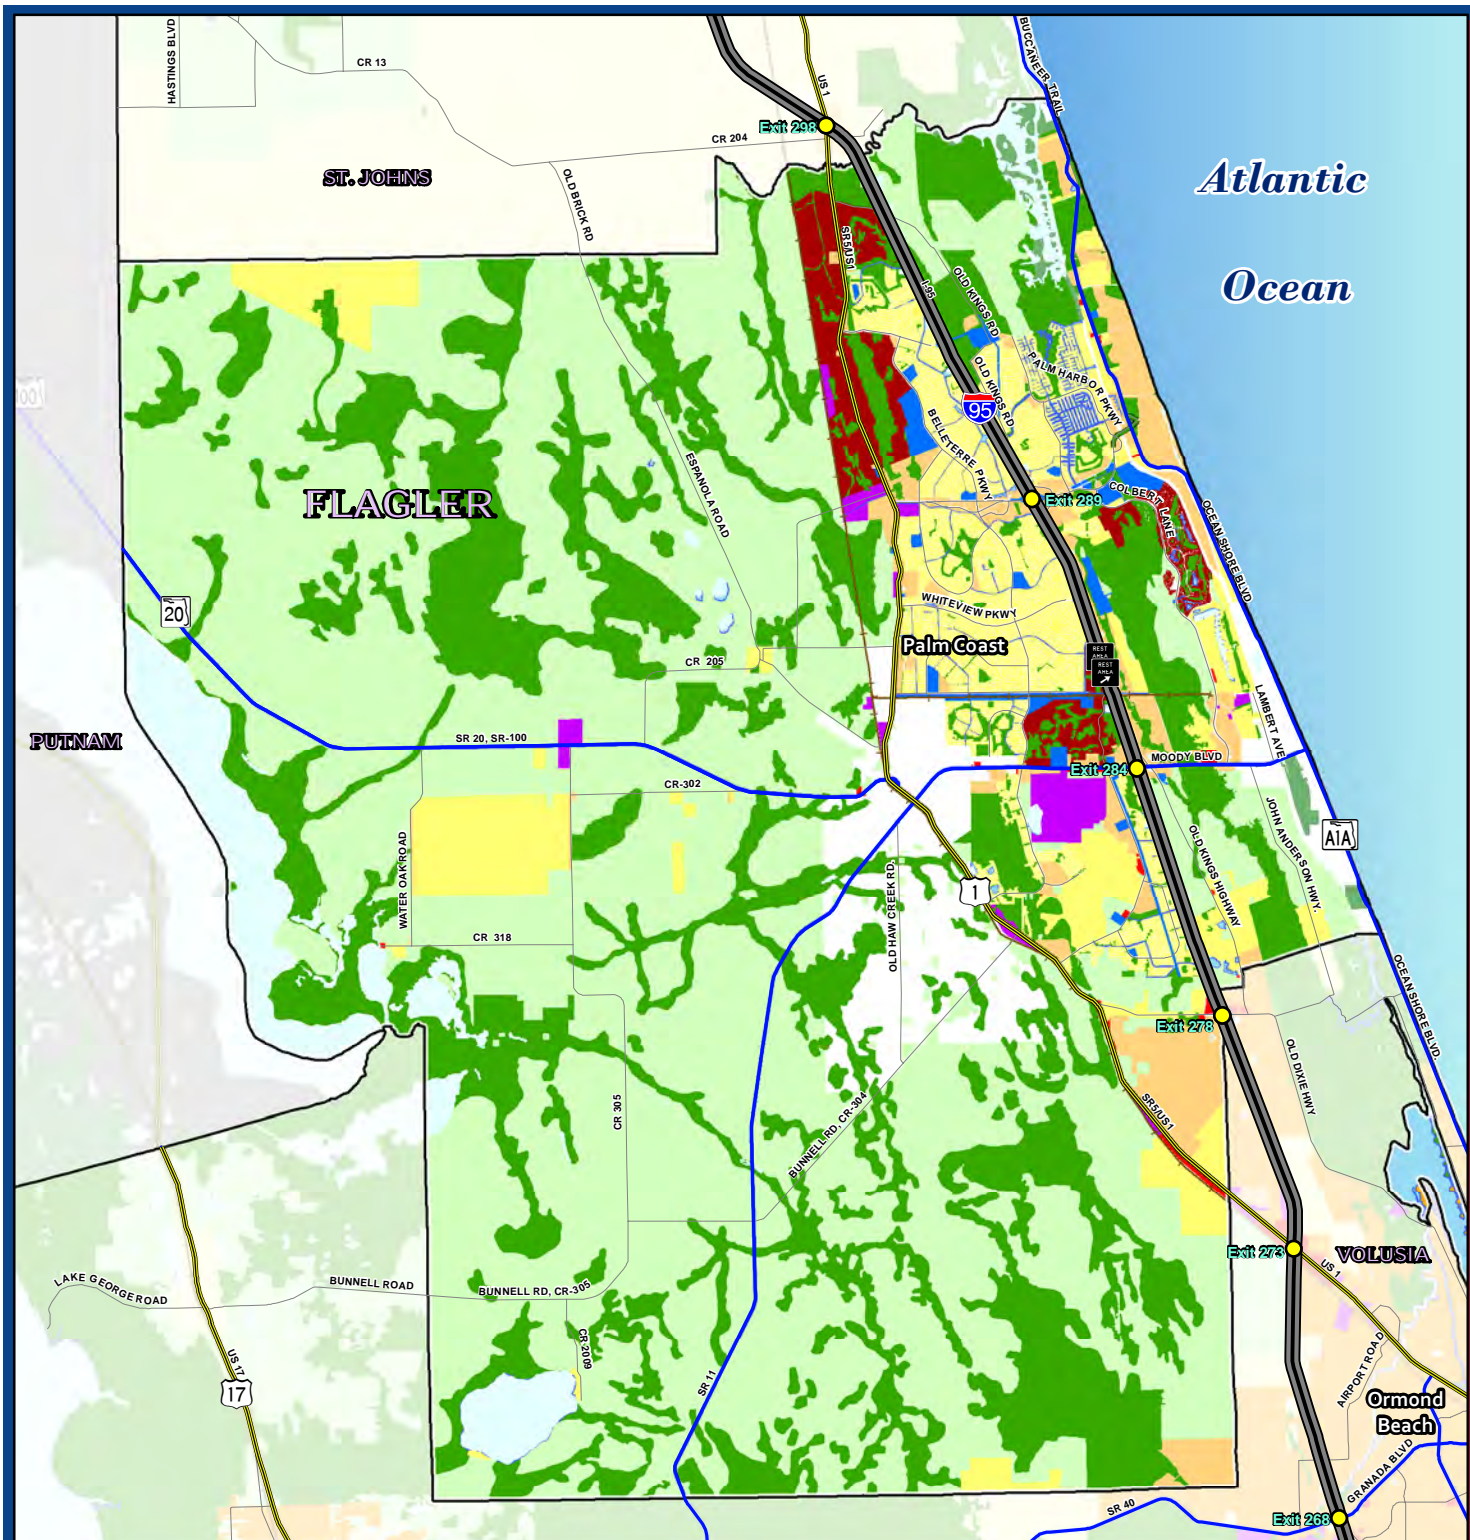 HASTINGS BLVD
CR 13
US 1
BUCCANEER TRAIL
Exit 298
CR 204
ST. JOHNS
OLD BRICK RD
Atlantic
Ocean
SR5/US1
I-95
OLD KINGS RD
PALM HARBOR PKWY
OLD KINGS RD
95
BELLETERRE PKWY
100
ESPANOLA ROAD
FLAGLER
COLBERT LANE
Exit 289
OCEAN SHORE BLVD
20
WHITEVIEW PKWY
Palm Coast
REST
AREA
REST
AREA
CR 205
LAMBERT AVE
PUTNAM
SR 20, SR-100
MOODY BLVD
Exit 284
CR-302
JOHN ANDERSON HWY.
A1A
OLD KINGS HIGHWAY
WATER OAK ROAD
OLD HAW CREEK RD.
1
CR 318
OCEAN SHORE BLVD.
Exit 278
OLD DIXIE HWY
CR 305
BUNNELL RD, CR-304
SR5/US1
Exit 273
VOLUSIA
US 1
LAKE GEORGE ROAD
BUNNELL ROAD
BUNNELL RD, CR-305
CR 2009
US 17
17
SR 11
AIRPORT ROAD
Ormond
Beach
GRANADA BLVD
SR 40
Exit 268